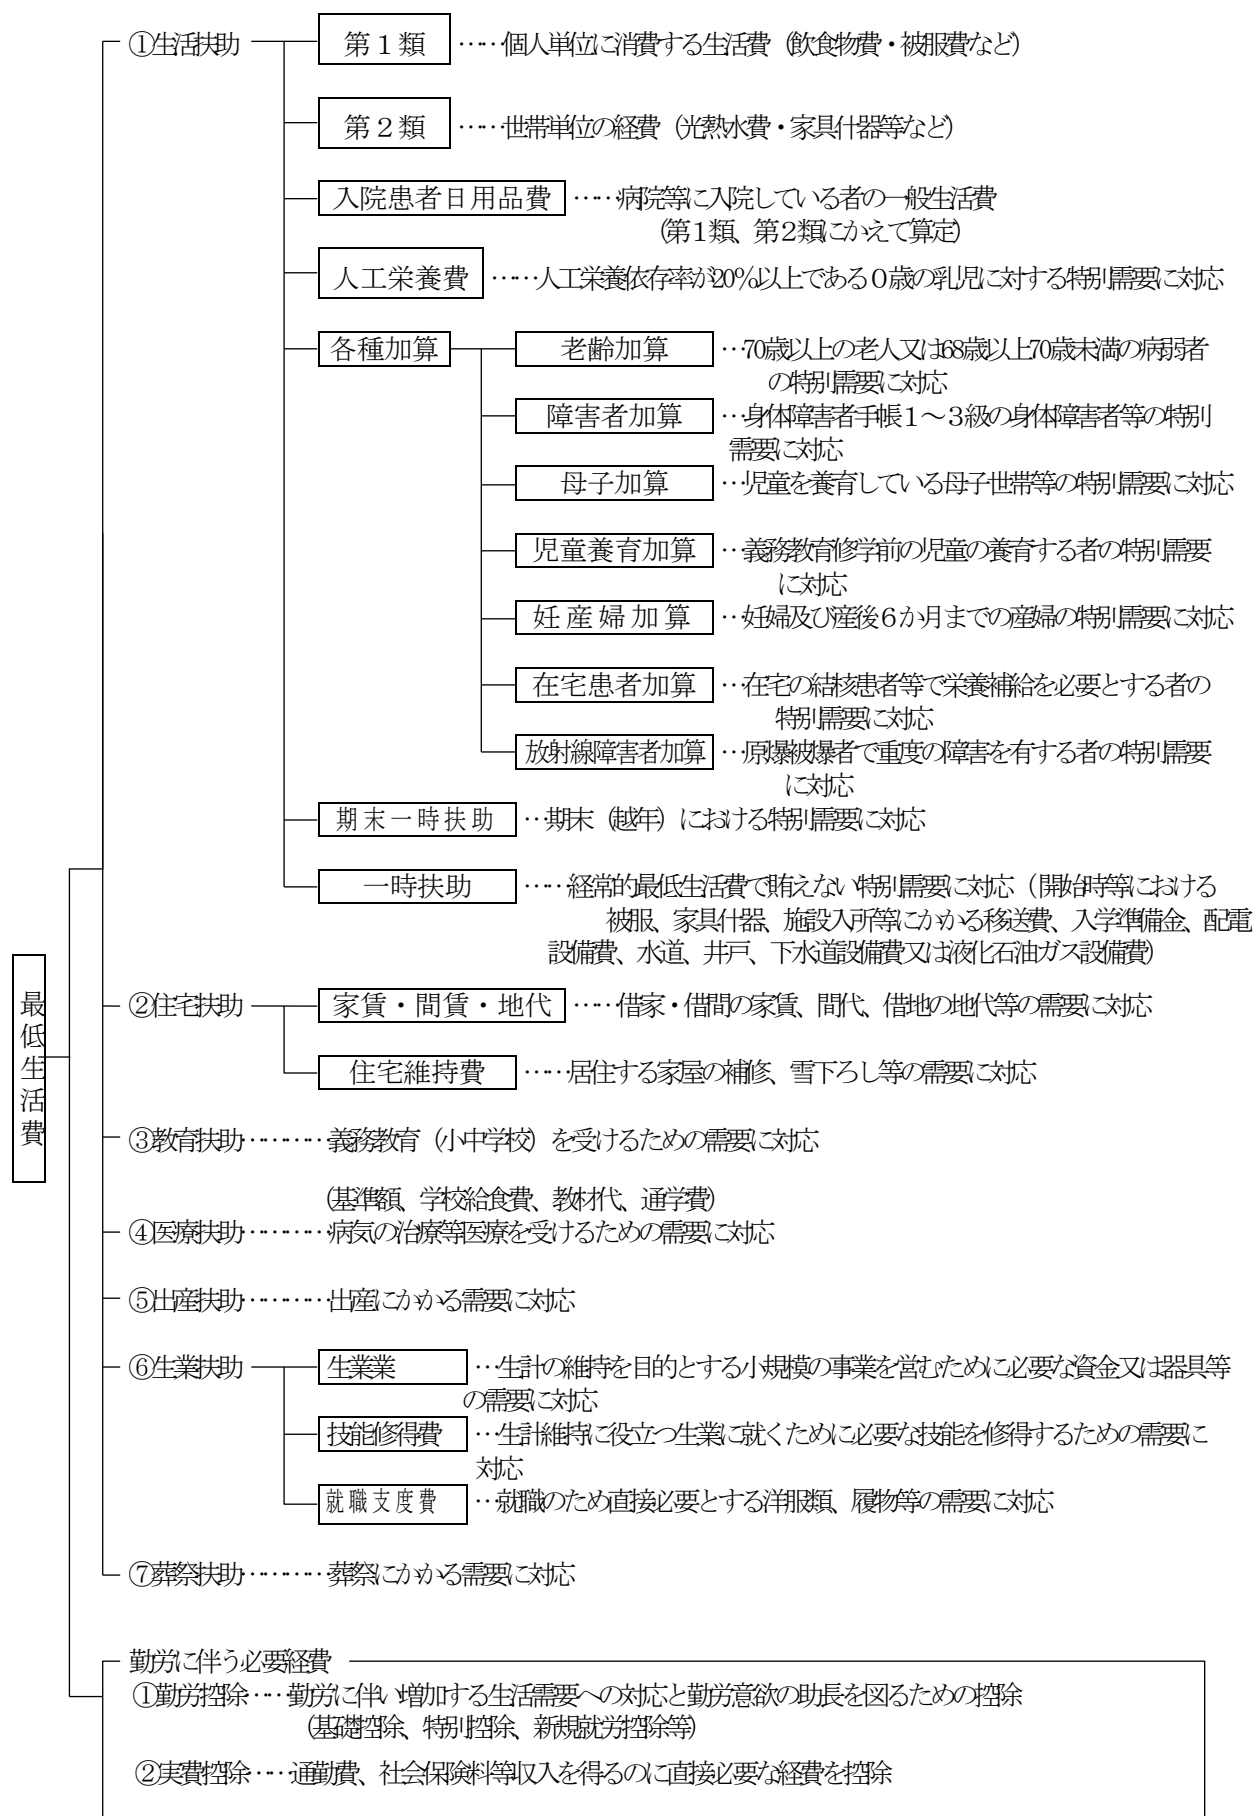 ①生活扶助
第１類 ‥‥‥個人単位に消費する生活費（飲食物費・被服費など）
第２類 ‥‥‥世帯単位の経費（光熱水費・家具什器等など）
入院患者日用品費 ‥‥‥病院等に入院している者の一般生活費
（第１類、第２類にかえて算定）
人工栄養費 ‥‥‥人工栄養依存率が20％以上である０歳の乳児に対する特別需要に対応
各種加算
老齢加算 …70歳以上の老人又は68歳以上70歳未満の病弱者
の特別需要に対応
障害者加算 …身体障害者手帳１～３級の身体障害者等の特別
需要に対応
母子加算 …児童を養育している母子世帯等の特別需要に対応
児童養育加算 …義務教育修学前の児童の養育する者の特別需要
に対応
妊産婦加算 …妊婦及び産後６か月までの産婦の特別需要に対応
在宅患者加算 …在宅の結核患者等で栄養補給を必要とする者の
特別需要に対応
放射線障害者加算 …原爆被爆者で重度の障害を有する者の特別需要
に対応
期末一時扶助 …期末（越年）における特別需要に対応
一時扶助 ‥‥‥経常的最低生活費で賄えない特別需要に対応（開始時等における
被服、家具什器、施設入所等にかかる移送費、入学準備金、配電
設備費、水道、井戸、下水道設備費又は液化石油ガス設備費）
最低生活費
②住宅扶助
家賃・間賃・地代 ‥‥‥借家・借間の家賃、間代、借地の地代等の需要に対応
住宅維持費 ‥‥‥居住する家屋の補修、雪下ろし等の需要に対応
③教育扶助‥‥‥‥‥義務教育（小中学校）を受けるための需要に対応
（基準額、学校給食費、教材代、通学費）
④医療扶助‥‥‥‥‥病気の治療等医療を受けるための需要に対応
⑤出産扶助‥‥‥‥‥出産にかかる需要に対応
⑥生業扶助
生業業 …生計の維持を目的とする小規模の事業を営むために必要な資金又は器具等
の需要に対応
技能修得費 …生計維持に役立つ生業に就くために必要な技能を修得するための需要に
対応
就職支度費 …就職のため直接必要とする洋服類、履物等の需要に対応
⑦葬祭扶助‥‥‥‥‥葬祭にかかる需要に対応
勤労に伴う必要経費
①勤労控除‥‥‥勤労に伴い増加する生活需要への対応と勤労意欲の助長を図るための控除
（基礎控除、特別控除、新規就労控除等）
②実費控除‥‥‥通勤費、社会保険料等収入を得るのに直接必要な経費を控除